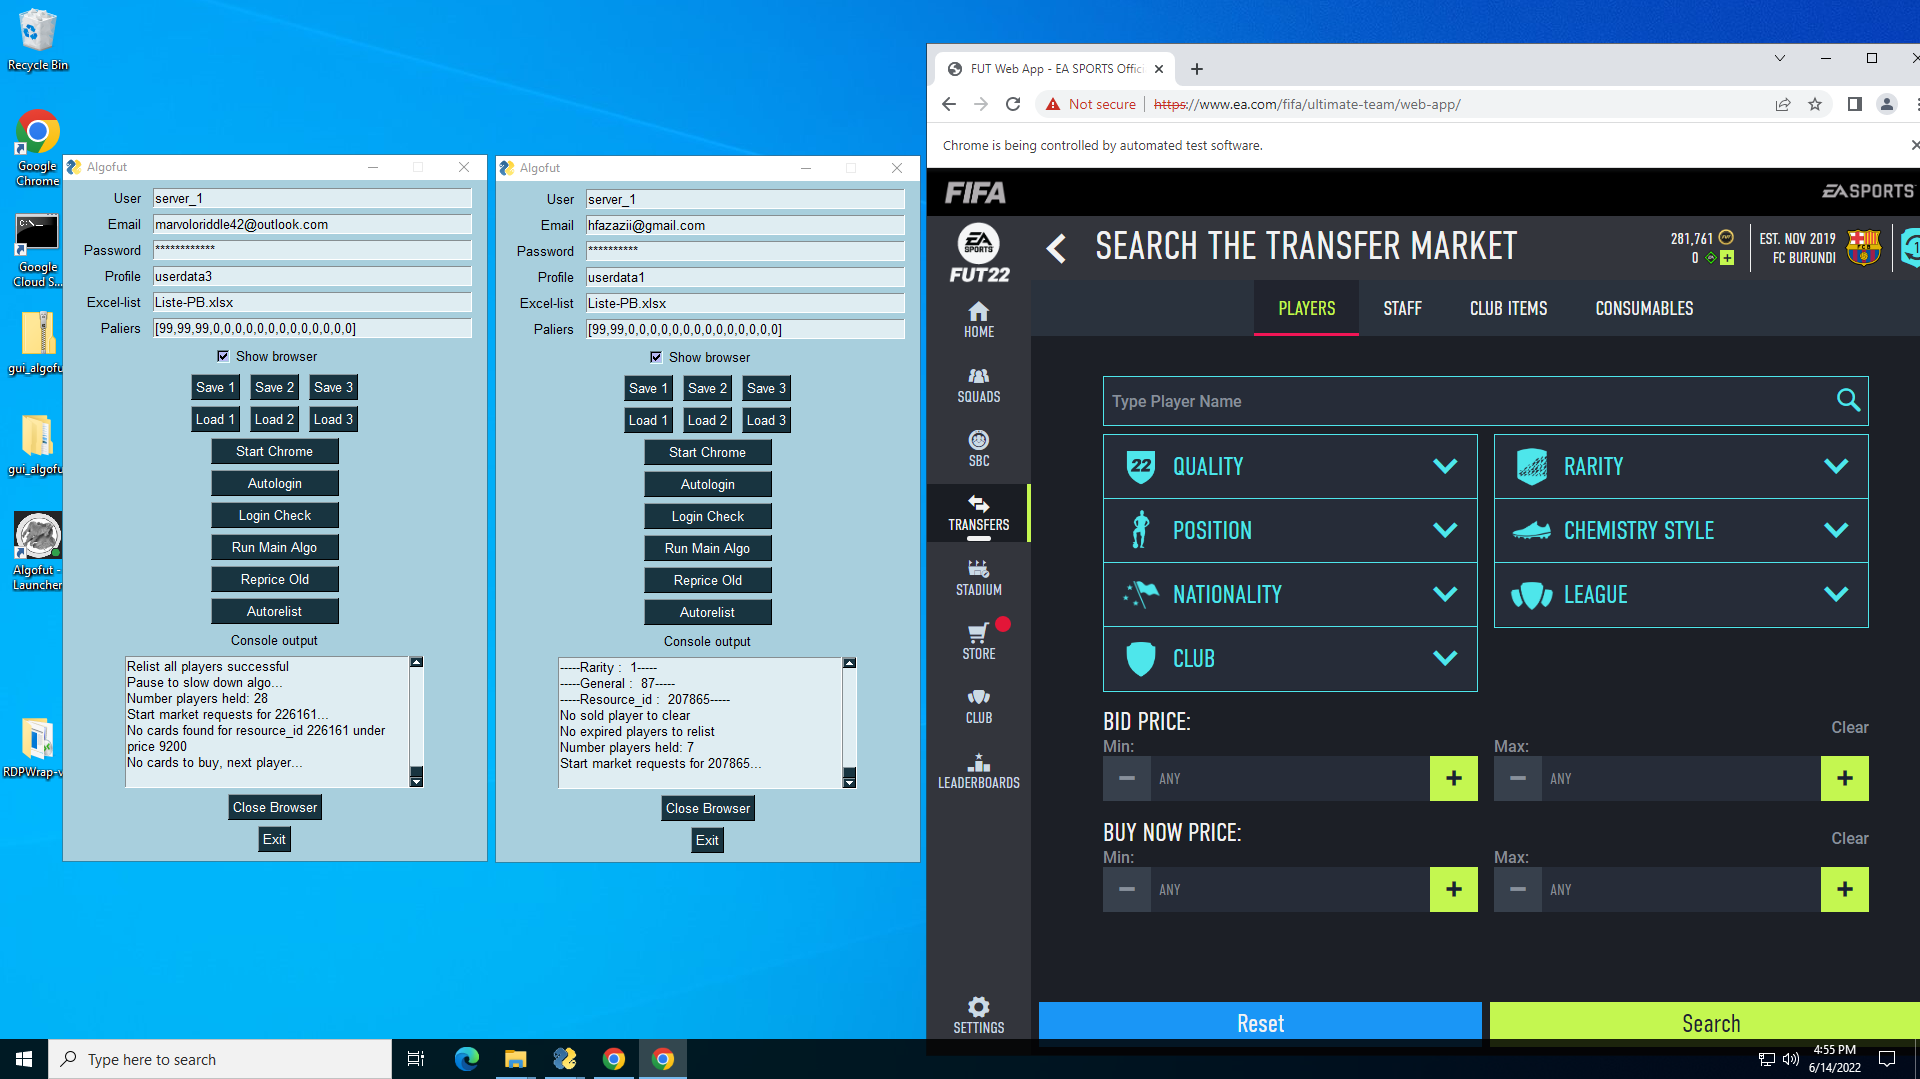 Recycle Bin
Google Chrome
Google Cloud S...
gui_algofu
gui_algofu
Algofut - Launcher
RDPWrap-v
Algofut
User server_1
Email marvoloriddle42@outlook.com
Password ************
Profile userdata3
Excel-list Liste-PB.xlsx
Paliers [99,99,99,0,0,0,0,0,0,0,0,0,0,0,0,0]
Show browser
Save 1 Save 2 Save 3
Load 1 Load 2 Load 3
Start Chrome
Autologin
Login Check
Run Main Algo
Reprice Old
Autorelist
Console output
Relist all players successful
Pause to slow down algo...
Number players held: 28
Start market requests for 226161...
No cards found for resource_id 226161 under
price 9200
No cards to buy, next player...
Close Browser
Exit
Algofut
User server_1
Email hfazazii@gmail.com
Password **********
Profile userdata1
Excel-list Liste-PB.xlsx
Paliers [99,99,0,0,0,0,0,0,0,0,0,0,0,0,0,0]
Show browser
Save 1 Save 2 Save 3
Load 1 Load 2 Load 3
Start Chrome
Autologin
Login Check
Run Main Algo
Reprice Old
Autorelist
Console output
-----Rarity : 1-----
-----General : 87-----
-----Resource_id : 207865-----
No sold player to clear
No expired players to relist
Number players held: 7
Start market requests for 207865...
Close Browser
Exit
FUT Web App - EA SPORTS Offici
Not secure https://www.ea.com/fifa/ultimate-team/web-app/
Chrome is being controlled by automated test software.
FIFA EA SPORTS
EA SPORTS
FUT22
SEARCH THE TRANSFER MARKET
281,761
0
EST. NOV 2019
FC BURUNDI
1
PLAYERS STAFF CLUB ITEMS CONSUMABLES
HOME
SQUADS
SBC
TRANSFERS
STADIUM
STORE
CLUB
LEADERBOARDS
SETTINGS
Type Player Name
22 QUALITY
RARITY
POSITION
CHEMISTRY STYLE
NATIONALITY
LEAGUE
CLUB
BID PRICE:
Clear
Min: Max:
ANY ANY
BUY NOW PRICE:
Clear
Min: Max:
ANY ANY
Reset Search
Type here to search
4:55 PM
6/14/2022